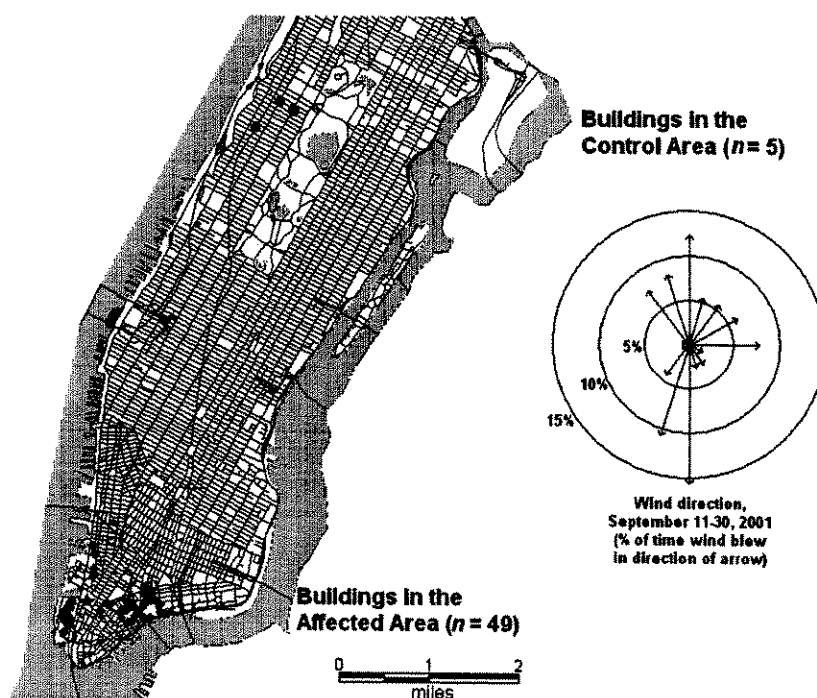 Buildings in the
Control Area (n = 5)
5%
10%
15%
Wind direction,
September 11-30, 2001
(% of time wind blew
in direction of arrow)
Buildings in the
Affected Area (n = 49)
0 1 2
miles